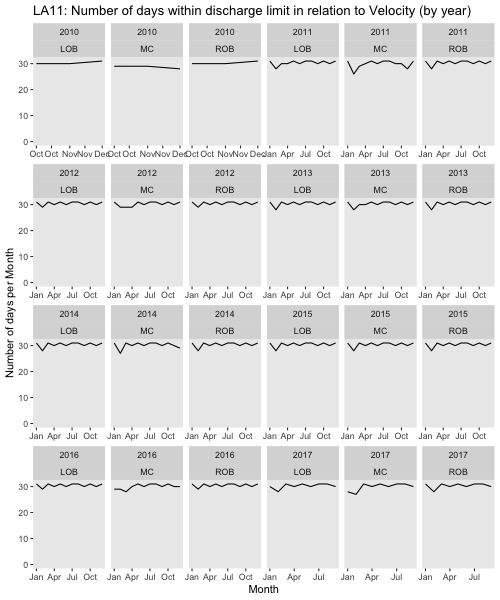 LA11: Number of days within discharge limit in relation to Velocity (by year)
2010 2010 2010 2011 2011 2011
LOB MC ROB LOB MC ROB
30
20
10
0
Oct Oct Nov Nov Dec Oct Oct Nov Nov Dec Oct Oct Nov Nov Dec Jan Apr Jul Oct Jan Apr Jul Oct Jan Apr Jul Oct
2012 2012 2012 2013 2013 2013
LOB MC ROB LOB MC ROB
30
20
10
0
Jan Apr Jul Oct Jan Apr Jul Oct Jan Apr Jul Oct Jan Apr Jul Oct Jan Apr Jul Oct Jan Apr Jul Oct
Number of days per Month
2014 2014 2014 2015 2015 2015
LOB MC ROB LOB MC ROB
30
20
10
0
Jan Apr Jul Oct Jan Apr Jul Oct Jan Apr Jul Oct Jan Apr Jul Oct Jan Apr Jul Oct Jan Apr Jul Oct
2016 2016 2016 2017 2017 2017
LOB MC ROB LOB MC ROB
30
20
10
0
Jan Apr Jul Oct Jan Apr Jul Oct Jan Apr Jul Oct Jan Apr Jul Jan Apr Jul Jan Apr Jul
Month